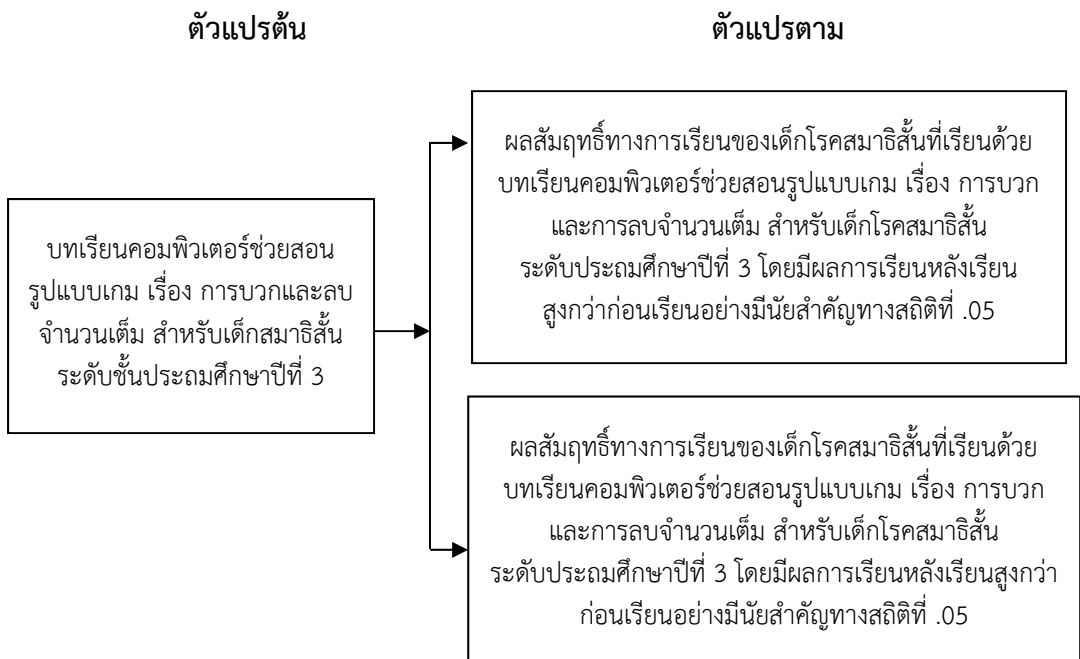 ตัวแปรต้น
ตัวแปรตาม
บทเรียนคอมพิวเตอร์ช่วยสอน
รูปแบบเกม เรื่อง การบวกและลบ
จำนวนเต็ม สำหรับเด็กสมาธิสั้น
ระดับชั้นประถมศึกษาปีที่ 3
ผลสัมฤทธิ์ทางการเรียนของเด็กโรคสมาธิสั้นที่เรียนด้วย
บทเรียนคอมพิวเตอร์ช่วยสอนรูปแบบเกม เรื่อง การบวก
และการลบจำนวนเต็ม สำหรับเด็กโรคสมาธิสั้น
ระดับประถมศึกษาปีที่ 3 โดยมีผลการเรียนหลังเรียน
สูงกว่าก่อนเรียนอย่างมีนัยสำคัญทางสถิติที่ .05
ผลสัมฤทธิ์ทางการเรียนของเด็กโรคสมาธิสั้นที่เรียนด้วย
บทเรียนคอมพิวเตอร์ช่วยสอนรูปแบบเกม เรื่อง การบวก
และการลบจำนวนเต็ม สำหรับเด็กโรคสมาธิสั้น
ระดับประถมศึกษาปีที่ 3 โดยมีผลการเรียนหลังเรียนสูงกว่า
ก่อนเรียนอย่างมีนัยสำคัญทางสถิติที่ .05